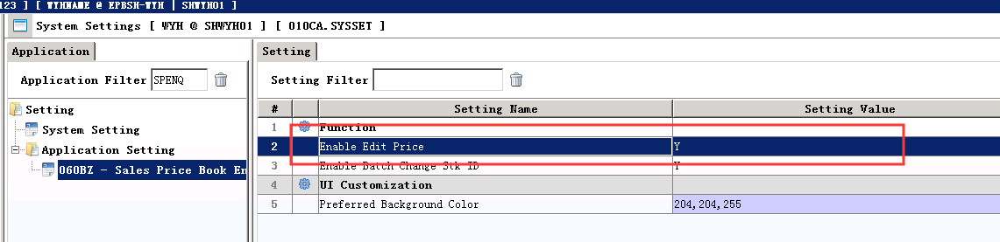 123 ] [ WYHNAME @ EPBSH-WYH | SHWYH01 ]
System Settings [ WYH @ SHWYH01 ] [ 010CA.SYSSET ]
Application
Application Filter SPENQ
Setting
System Setting
Application Setting
060BZ - Sales Price Book En
Setting
Setting Filter
# Setting Name Setting Value
1 Function
2 Enable Edit Price Y
3 Enable Batch Change Stk ID Y
4 UI Customization
5 Preferred Background Color 204,204,255